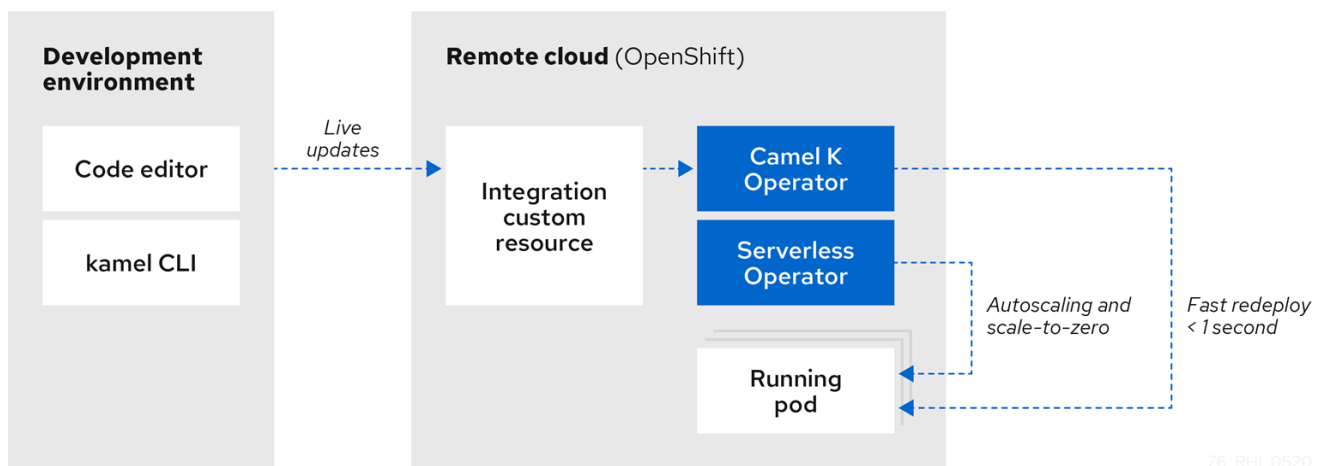 Development
environment
Code editor
kamel CLI
Live
updates
Remote cloud (OpenShift)
Integration
custom
resource
Camel K
Operator
Serverless
Operator
Running
pod
Autoscaling and
scale-to-zero
Fast redeploy
< 1 second
76_RHI_0520